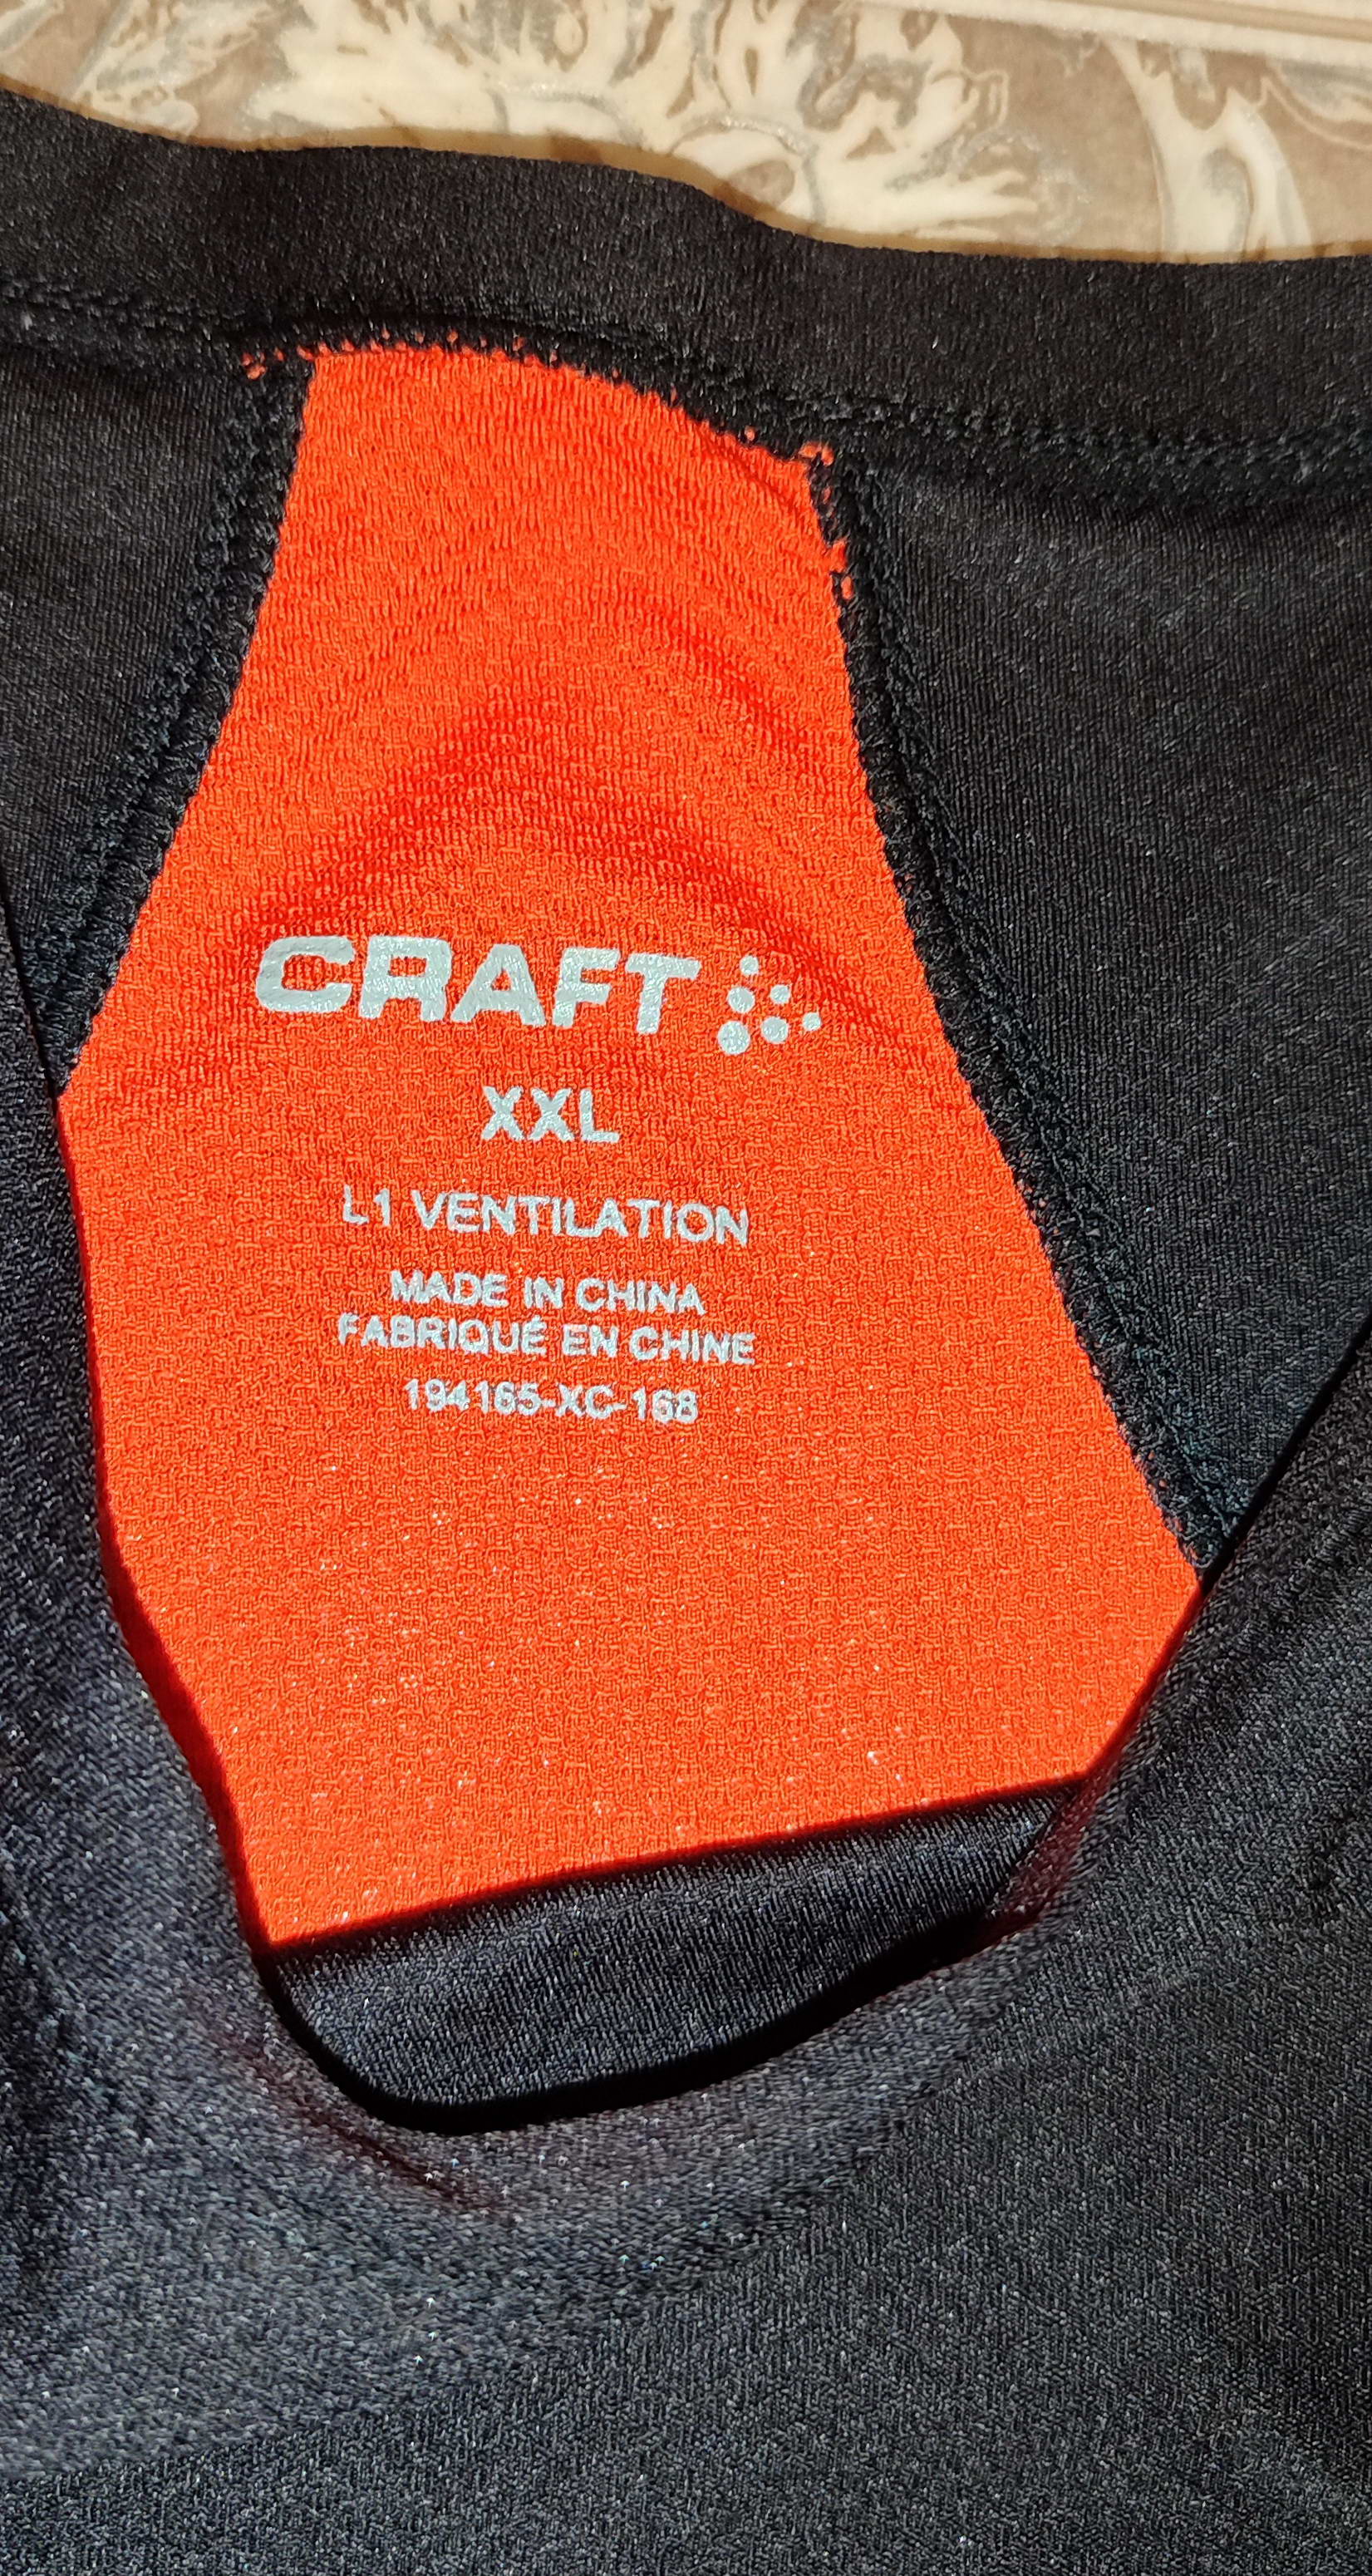 CRAFT
XXL
L1 VENTILATION
MADE IN CHINA
FABRIQUÉ EN CHINE
194165-XC-168